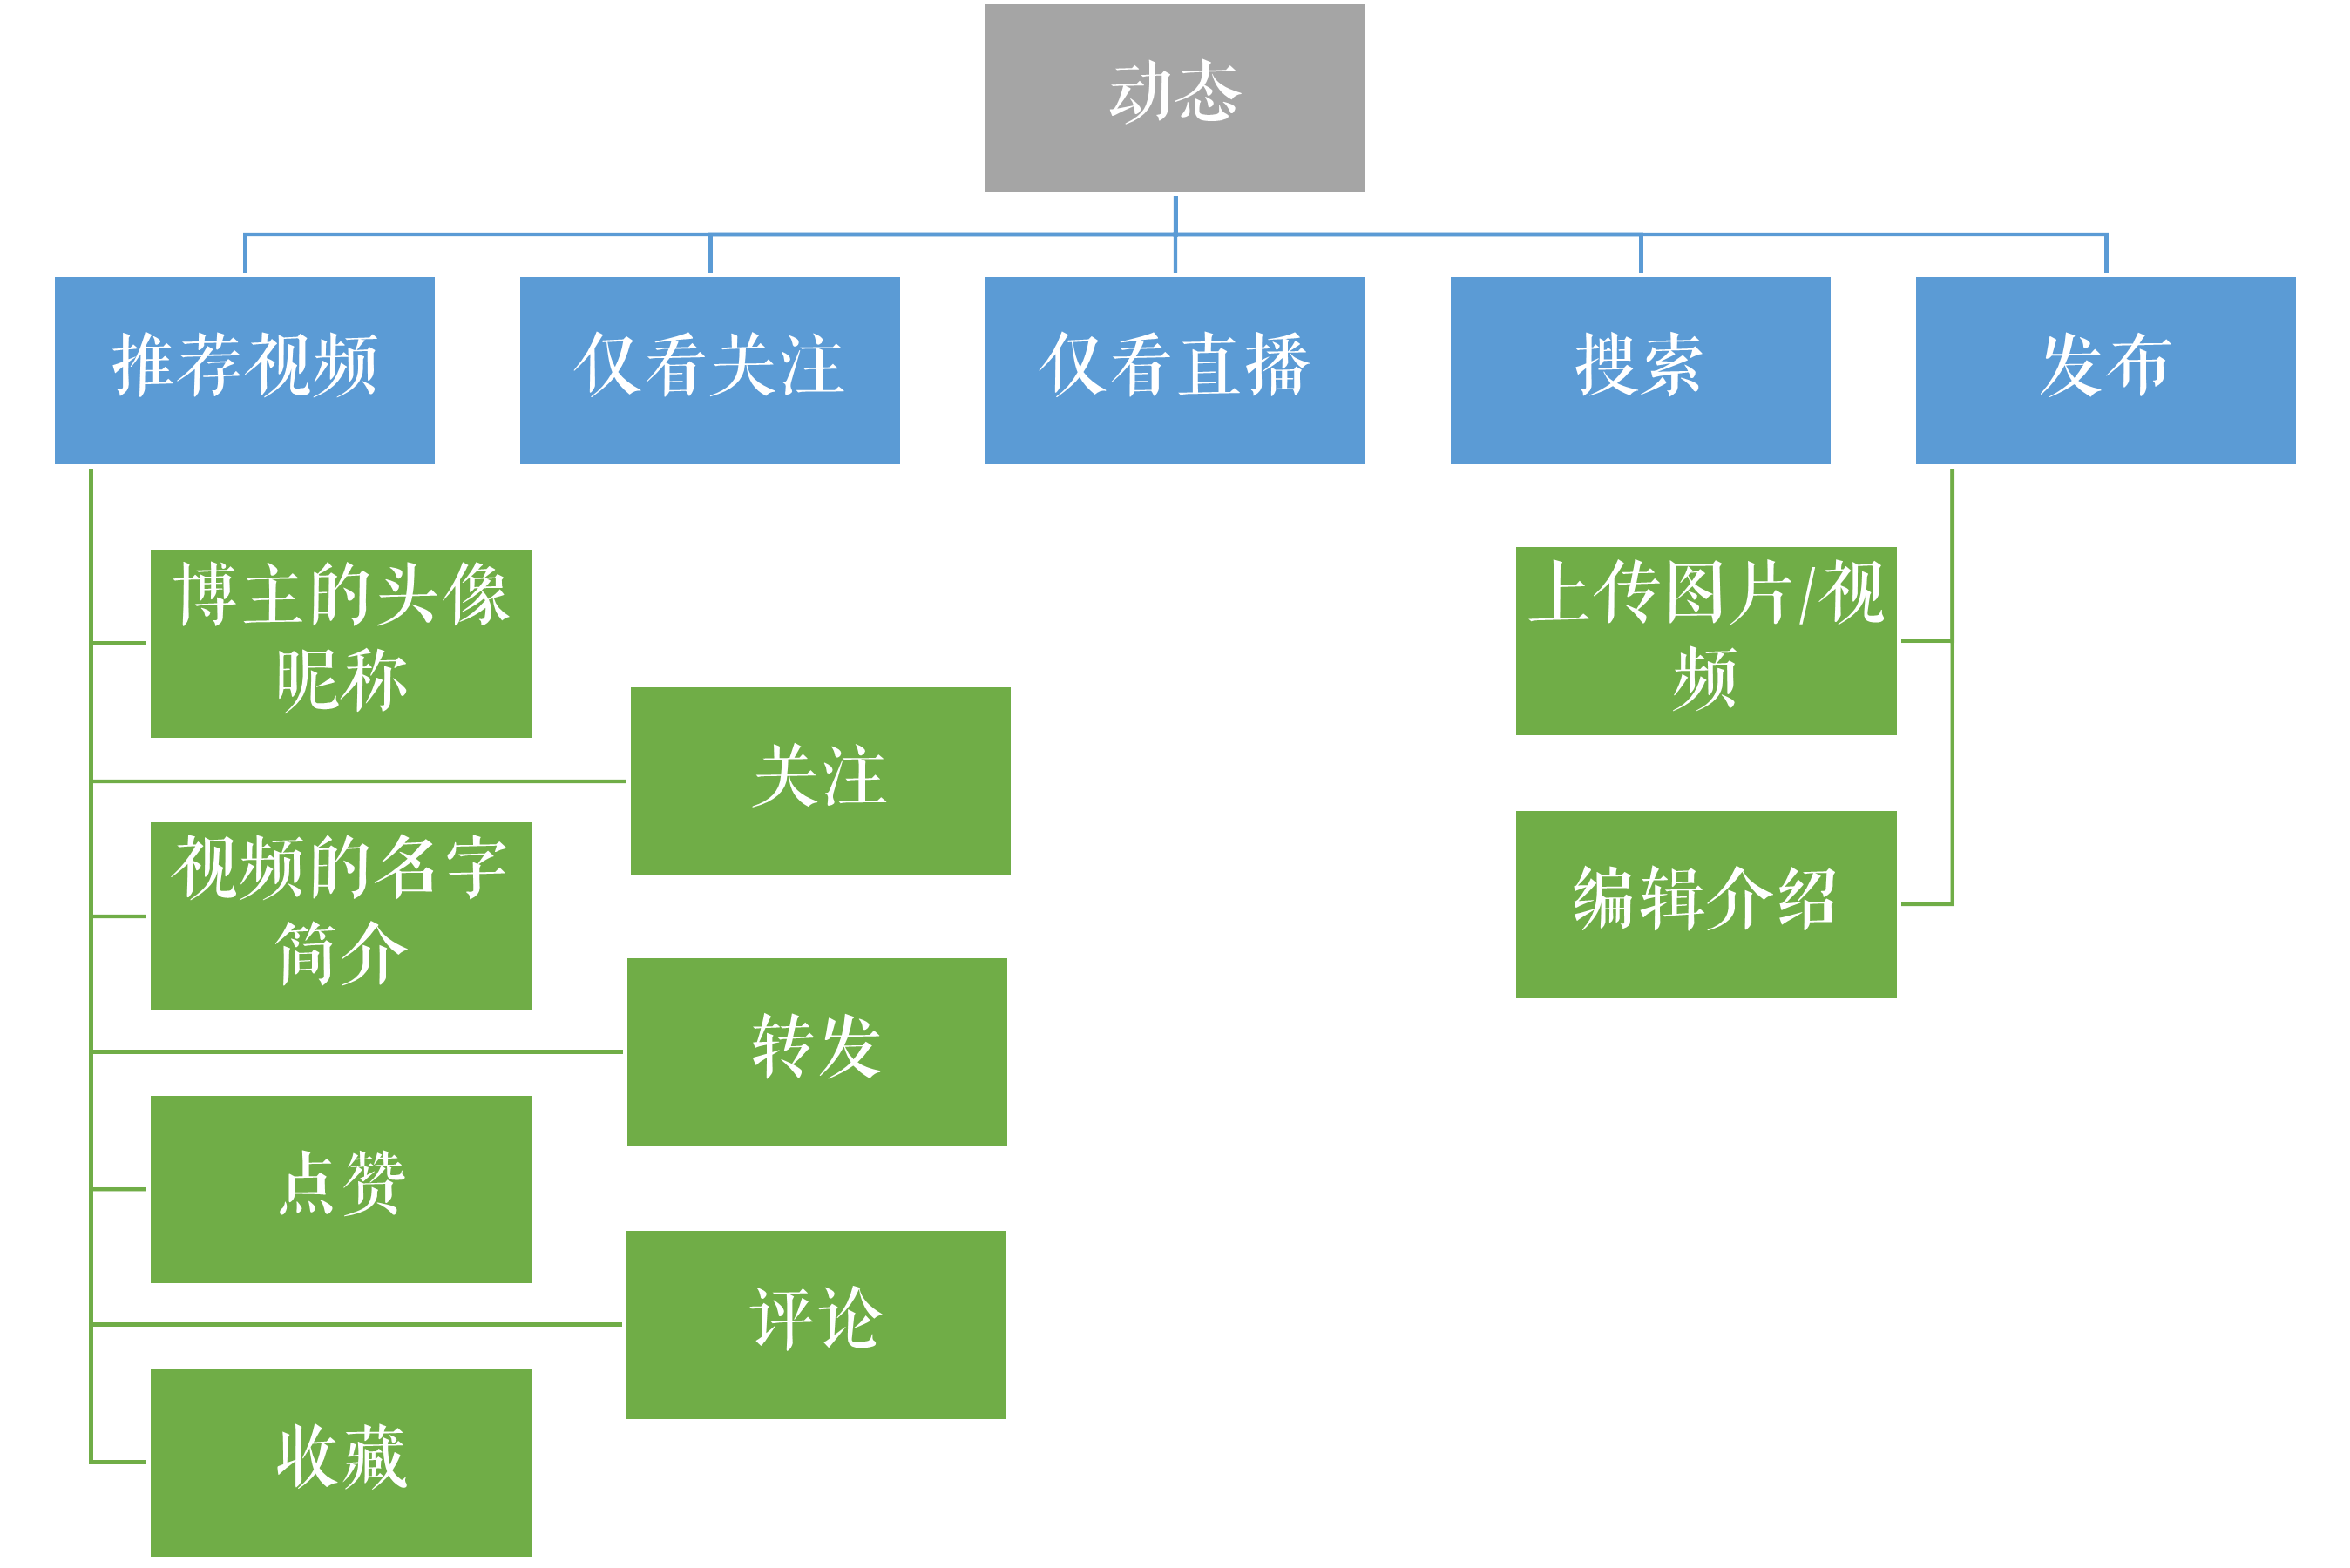 动态
推荐视频
仅看关注
仅看直播
搜索
发布
博主的头像
昵称
上传图片/视
频
关注
视频的名字
简介
编辑介绍
转发
点赞
评论
收藏